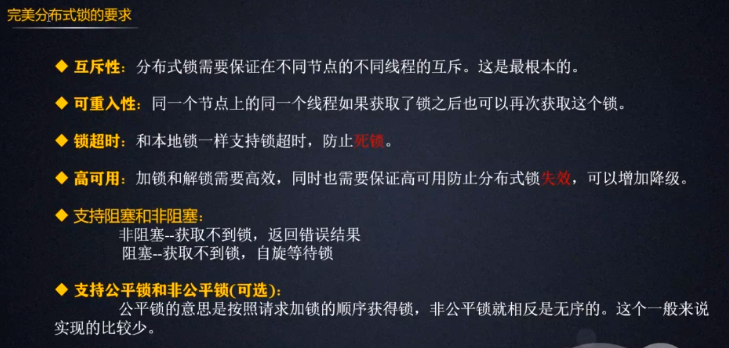 完美分布式锁的要求
◆ 互斥性：分布式锁需要保证在不同节点的不同线程的互斥。这是最根本的。
◆ 可重入性：同一个节点上的同一个线程如果获取了锁之后也可以再次获取这个锁。
◆ 锁超时：和本地锁一样支持锁超时，防止死锁。
◆ 高可用：加锁和解锁需要高效，同时也需要保证高可用防止分布式锁失效，可以增加降级。
◆ 支持阻塞和非阻塞：
非阻塞--获取不到锁，返回错误结果
阻塞--获取不到锁，自旋等待锁
◆ 支持公平锁和非公平锁(可选)：
公平锁的意思是按照请求加锁的顺序获得锁，非公平锁就相反是无序的。这个一般来说
实现的比较少。